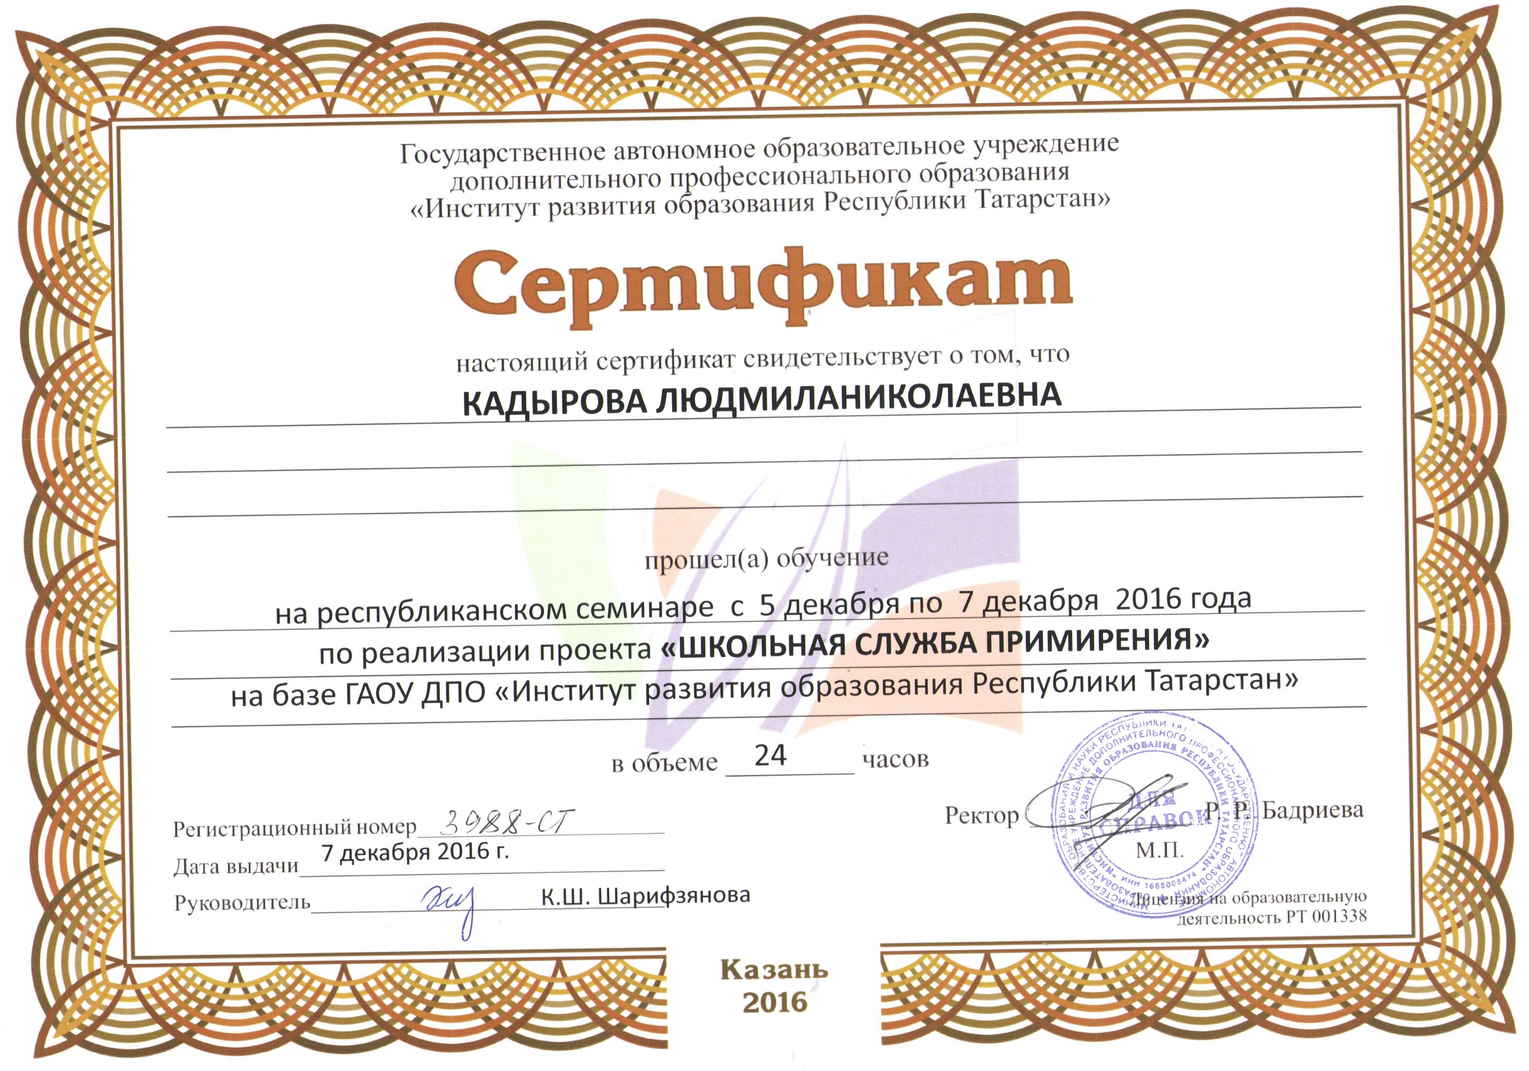 Государственное автономное образовательное учреждение
дополнительного профессионального образования
«Институт развития образования Республики Татарстан»
Сертификат
настоящий сертификат свидетельствует о том, что
КАДЫРОВА ЛЮДМИЛАНИКОЛАЕВНА
прошел(а) обучение
на республиканском семинаре с 5 декабря по 7 декабря 2016 года
по реализации проекта «ШКОЛЬНАЯ СЛУЖБА ПРИМИРЕНИЯ»
на базе ГАОУ ДПО «Институт развития образования Республики Татарстан»
в объеме 24 часов
Регистрационный номер 3988-СТ
Дата выдачи 7 декабря 2016 г.
Руководитель К.Ш. Шарифзянова
Ректор Р. Р. Бадриева
ДЛЯ
СПРАВОК
М.П.
Лицензия на образовательную
деятельность РТ 001338
Казань
2016